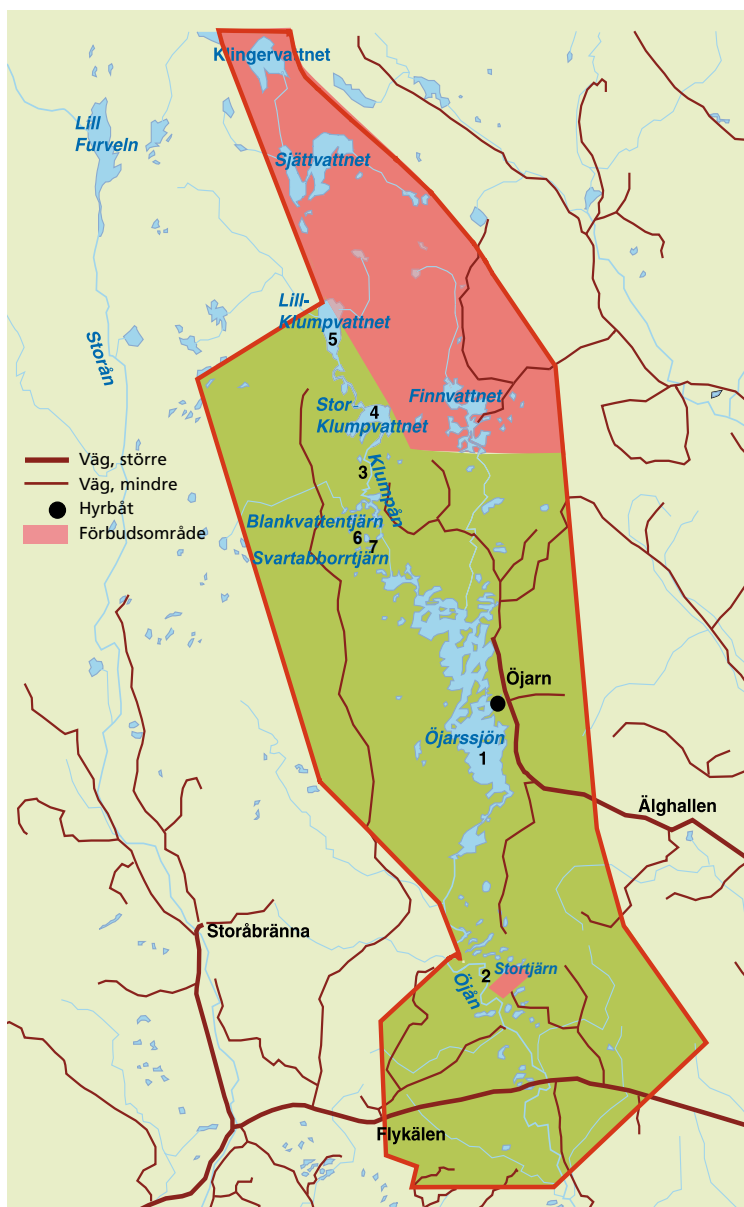 Klingervattnet
Lill
Furveln
Sjättvattnet
Lill-
Klumpvattnet
5
Storån
Finnvattnet
Stor-
4
Klumpvattnet
Väg, större
3
Klumpån
Väg, mindre
Hyrbåt
Blankvattentjärn
Förbudsområde
6
7
Svartabborrtjärn
Öjarn
Öjarssjön
1
Älghallen
Storåbränna
Stortjärn
2
Öjån
Flykälen